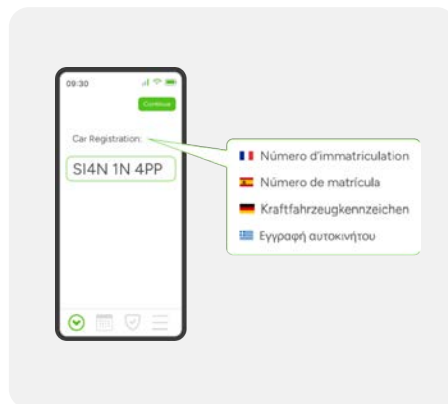 09:30
Continue
Car Registration:
SI4N 1N 4PP
Número d'immatriculation
Número de matrícula
Kraftfahrzeugkennzeichen
Εγγραφή αυτοκινήτου